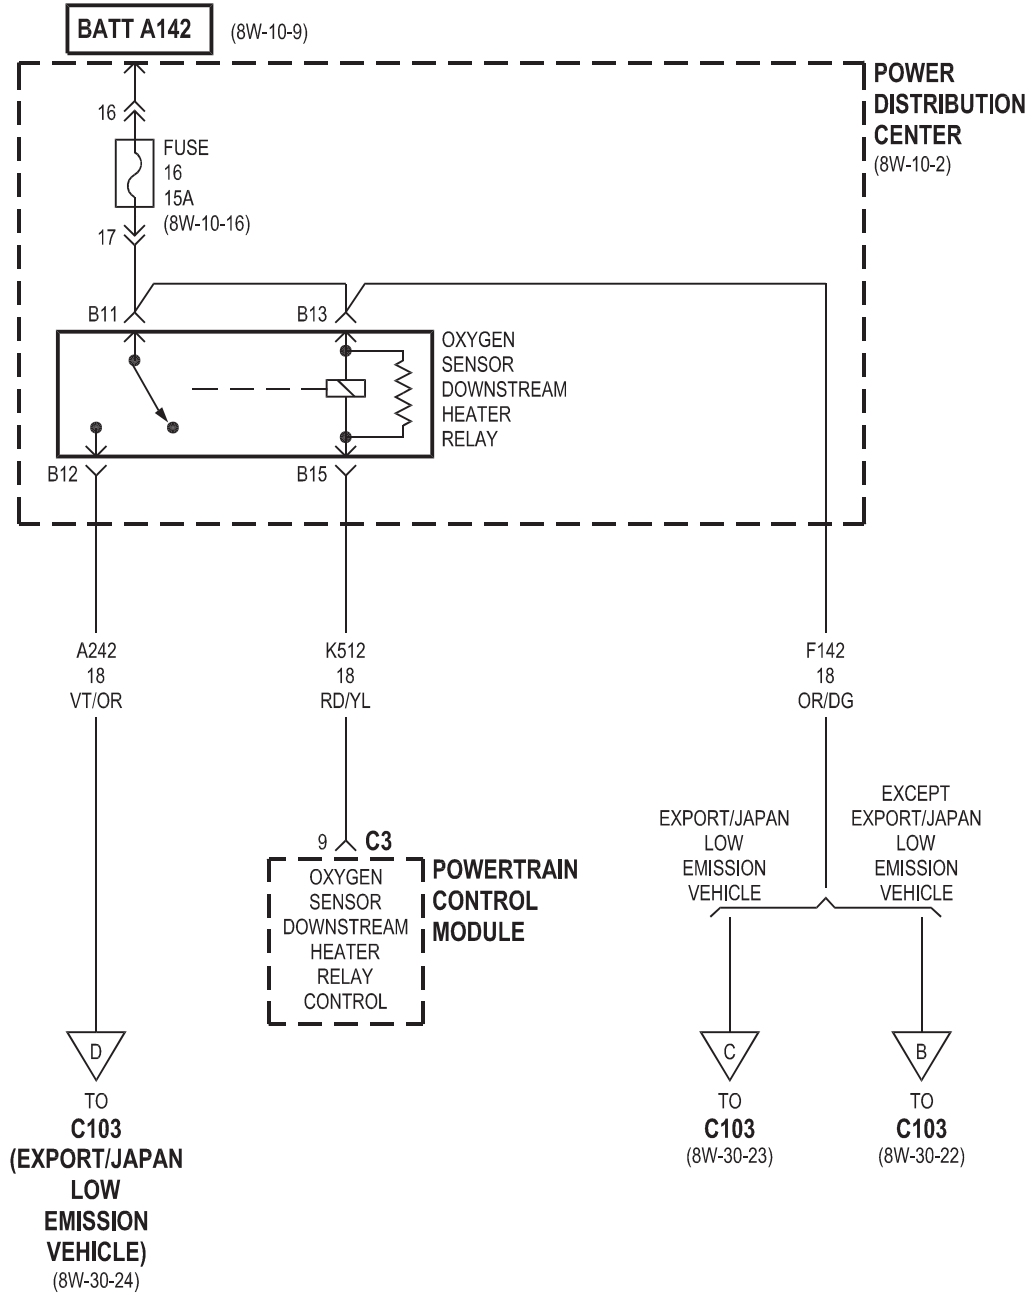 BATT A142 (8W-10-9)
POWER
DISTRIBUTION
CENTER
(8W-10-2)
16
FUSE
16
15A
(8W-10-16)
17
B11
B13
OXYGEN
SENSOR
DOWNSTREAM
HEATER
RELAY
B12
B15
A242
18
VT/OR
K512
18
RD/YL
F142
18
OR/DG
9 C3
OXYGEN
SENSOR
DOWNSTREAM
HEATER
RELAY
CONTROL
POWERTRAIN
CONTROL
MODULE
EXPORT/JAPAN
LOW
EMISSION
VEHICLE
EXCEPT
EXPORT/JAPAN
LOW
EMISSION
VEHICLE
D
TO
C103
(EXPORT/JAPAN
LOW
EMISSION
VEHICLE)
(8W-30-24)
C
TO
C103
(8W-30-23)
B
TO
C103
(8W-30-22)